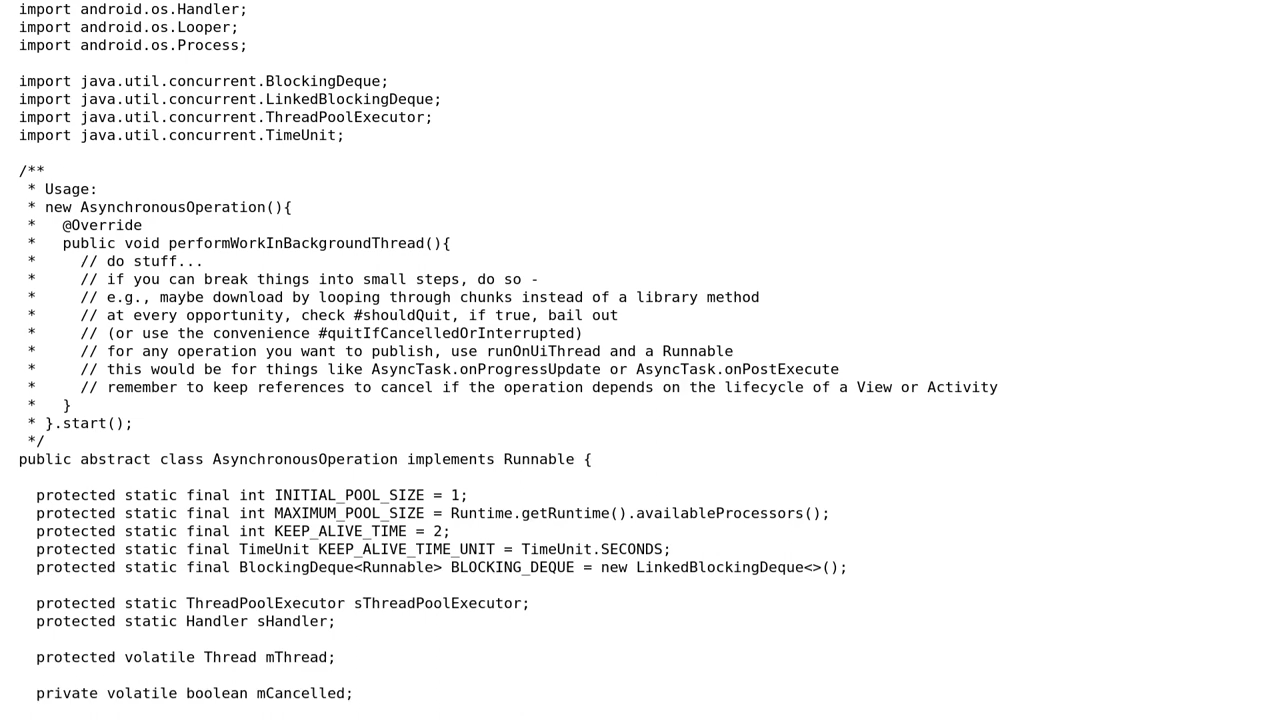 import android.os.Handler;
import android.os.Looper;
import android.os.Process;

import java.util.concurrent.BlockingDeque;
import java.util.concurrent.LinkedBlockingDeque;
import java.util.concurrent.ThreadPoolExecutor;
import java.util.concurrent.TimeUnit;

/**
 * Usage:
 * new AsynchronousOperation(){
 *   @Override
 *   public void performWorkInBackgroundThread(){
 *     // do stuff...
 *     // if you can break things into small steps, do so -
 *     // e.g., maybe download by looping through chunks instead of a library method
 *     // at every opportunity, check #shouldQuit, if true, bail out
 *     // (or use the convenience #quitIfCancelledOrInterrupted)
 *     // for any operation you want to publish, use runOnUiThread and a Runnable
 *     // this would be for things like AsyncTask.onProgressUpdate or AsyncTask.onPostExecute
 *     // remember to keep references to cancel if the operation depends on the lifecycle of a View or Activity
 *   }
 * }.start();
 */
public abstract class AsynchronousOperation implements Runnable {

  protected static final int INITIAL_POOL_SIZE = 1;
  protected static final int MAXIMUM_POOL_SIZE = Runtime.getRuntime().availableProcessors();
  protected static final int KEEP_ALIVE_TIME = 2;
  protected static final TimeUnit KEEP_ALIVE_TIME_UNIT = TimeUnit.SECONDS;
  protected static final BlockingDeque<Runnable> BLOCKING_DEQUE = new LinkedBlockingDeque<>();

  protected static ThreadPoolExecutor sThreadPoolExecutor;
  protected static Handler sHandler;

  protected volatile Thread mThread;

  private volatile boolean mCancelled;